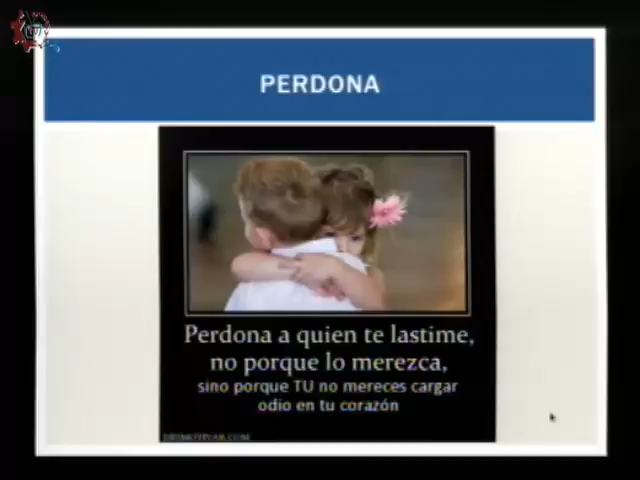 PERDONA
Perdona a quien te lastime,
no porque lo merezca,
sino porque TU no mereces cargar
odio en tu corazón